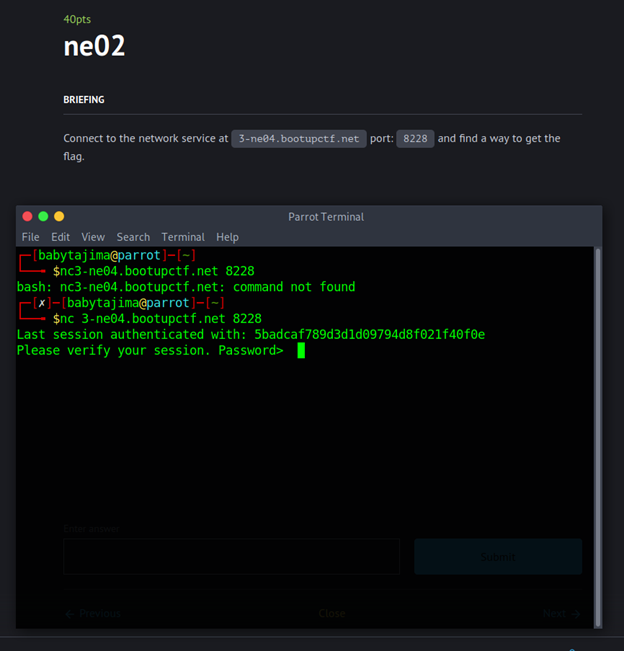 40pts
ne02
BRIEFING
Connect to the network service at 3-ne04.bootupctf.net port: 8228 and find a way to get the
flag.
Parrot Terminal
File Edit View Search Terminal Help
┌─[babytajima@parrot]─[~]
└──╼ $nc3-ne04.bootupctf.net 8228
bash: nc3-ne04.bootupctf.net: command not found
┌─[✗]─[babytajima@parrot]─[~]
└──╼ $nc 3-ne04.bootupctf.net 8228
Last session authenticated with: 5badcaf789d3d1d09794d8f021f40f0e
Please verify your session. Password>
Enter answer
Submit
← Previous Close Next →